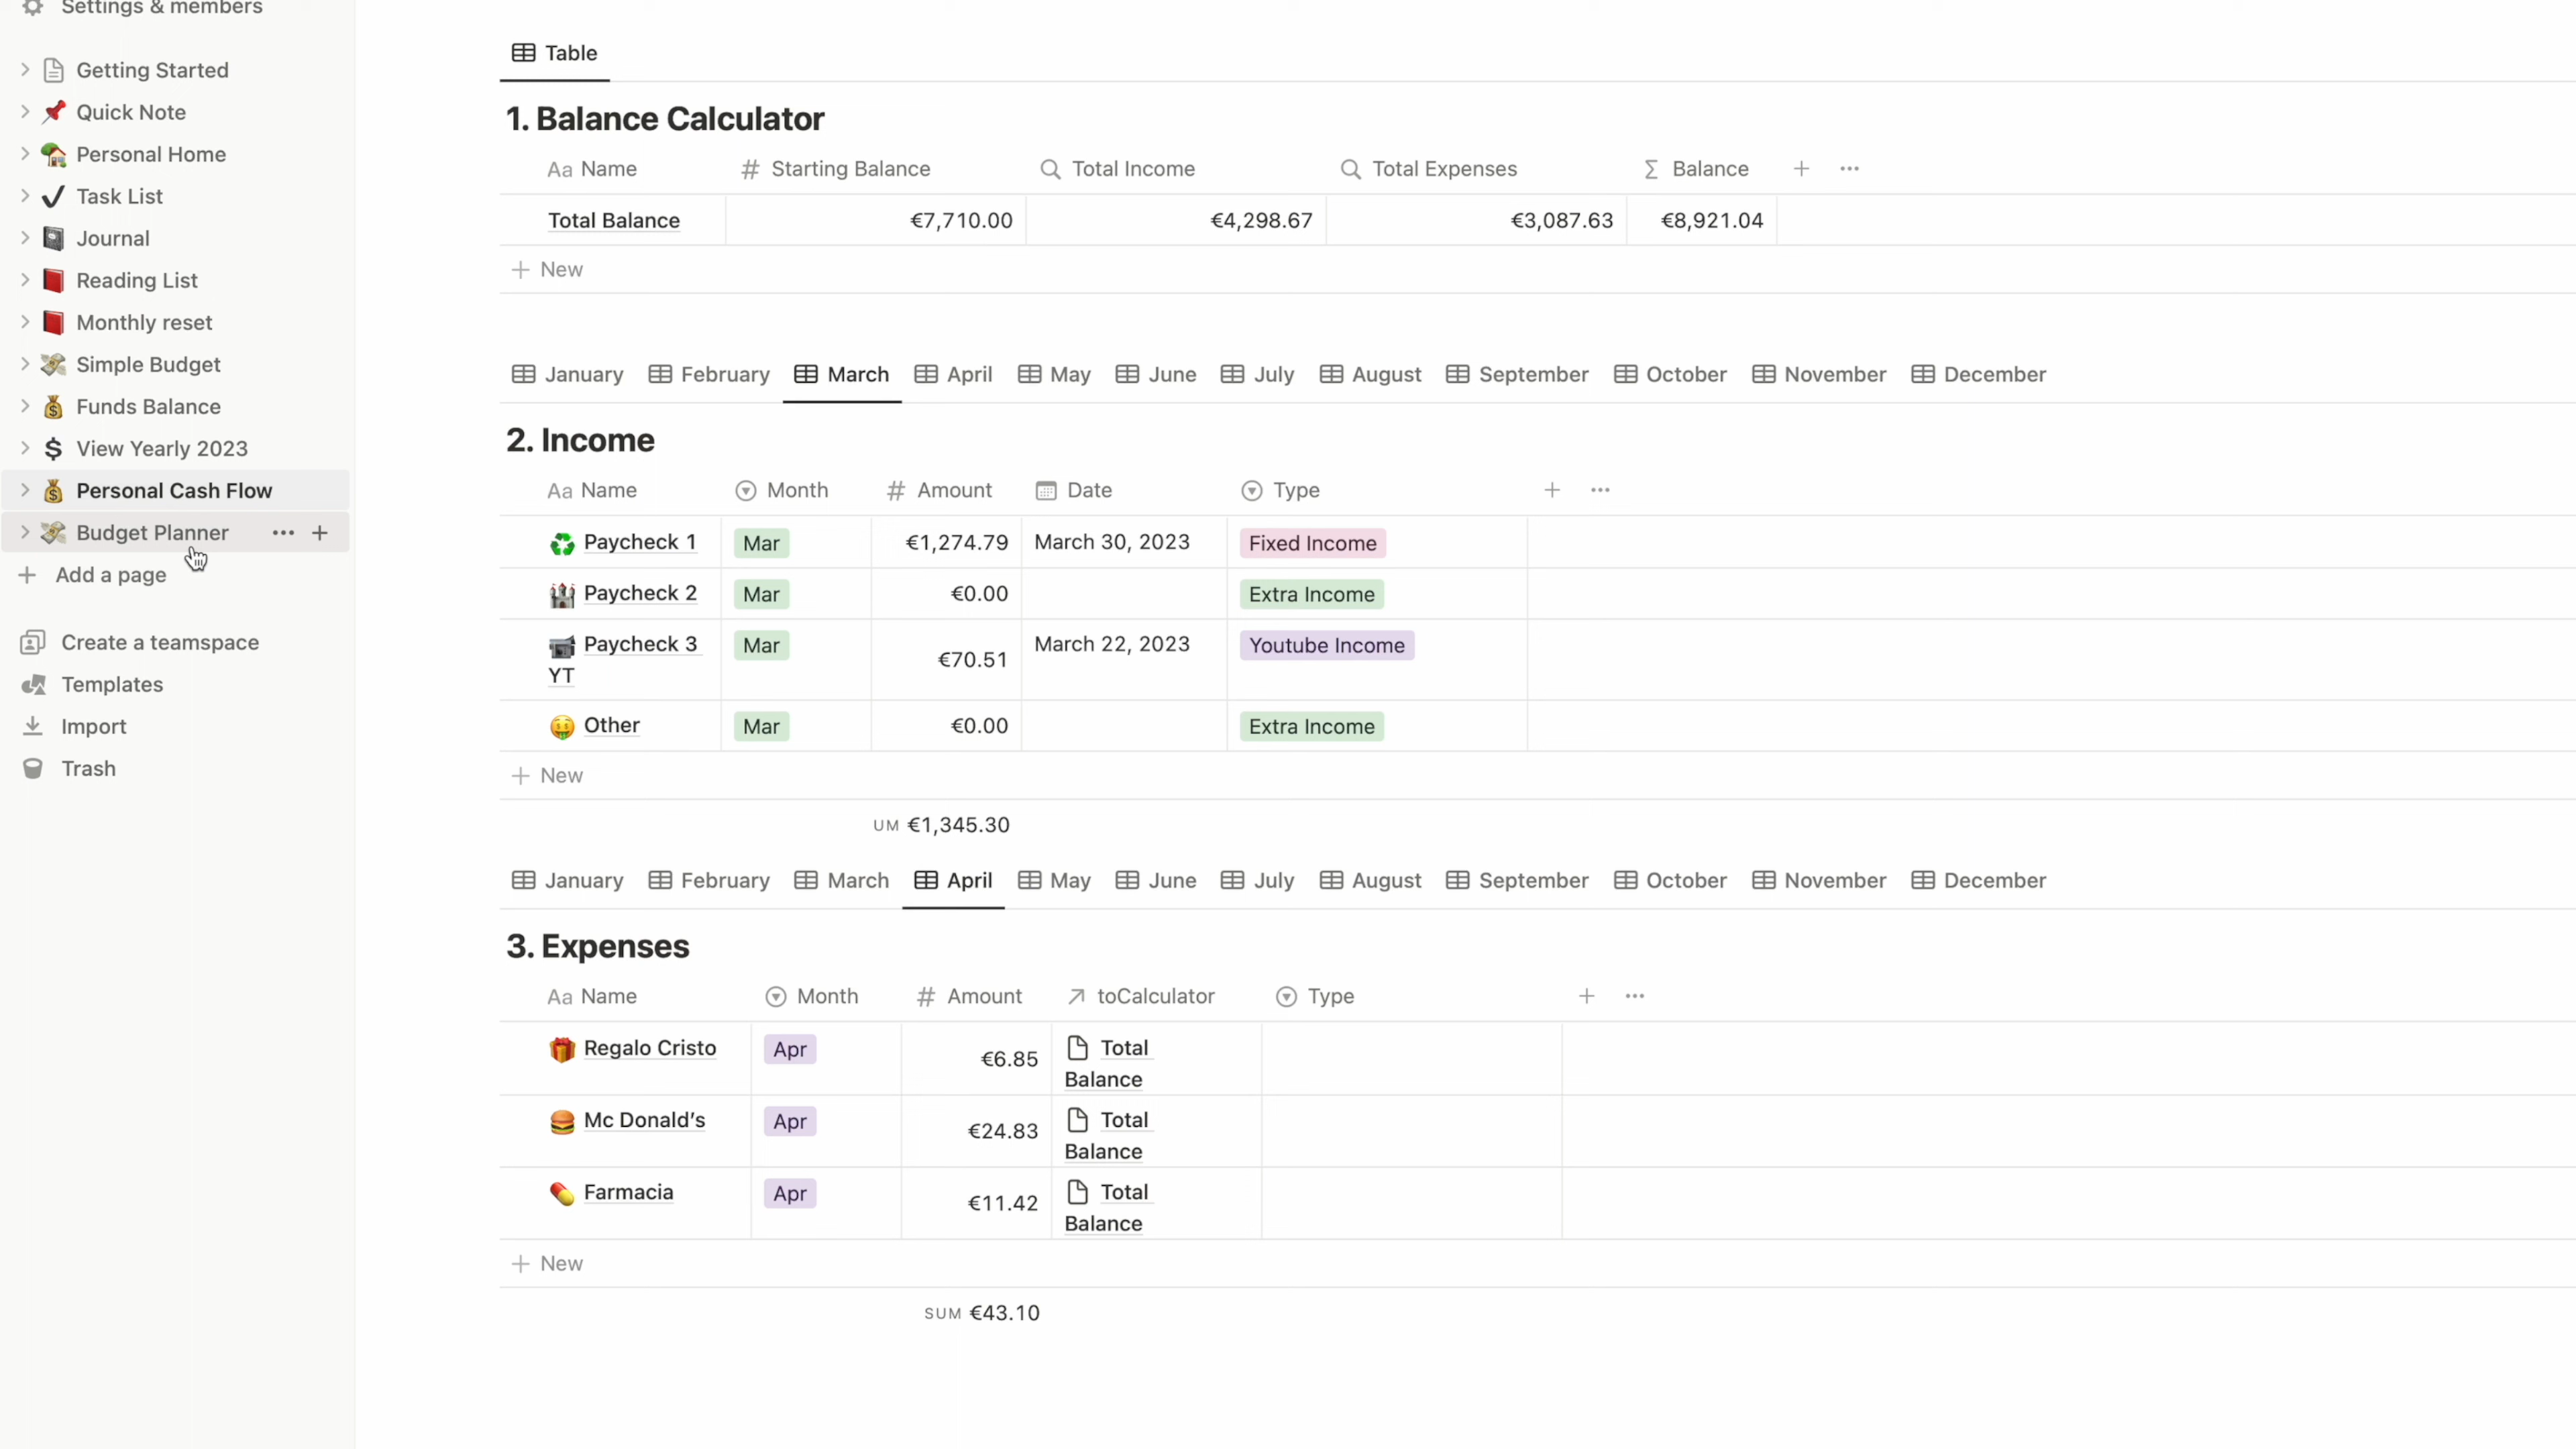 Settings & members
Getting Started
Quick Note
Personal Home
Task List
Journal
Reading List
Monthly reset
Simple Budget
Funds Balance
View Yearly 2023
Personal Cash Flow
Budget Planner
Add a page
Create a teamspace
Templates
Import
Trash
Table
1. Balance Calculator
Aa Name # Starting Balance Total Income Total Expenses Σ Balance
Total Balance €7,710.00 €4,298.67 €3,087.63 €8,921.04
+ New
January February March April May June July August September October November December
2. Income
Aa Name Month # Amount Date Type
Paycheck 1 Mar €1,274.79 March 30, 2023 Fixed Income
Paycheck 2 Mar €0.00 Extra Income
Paycheck 3 Mar €70.51 March 22, 2023 Youtube Income
YT
Other Mar €0.00 Extra Income
+ New
UM €1,345.30
January February March April May June July August September October November December
3. Expenses
Aa Name Month # Amount toCalculator Type
Regalo Cristo Apr €6.85 Total
Balance
Mc Donald's Apr €24.83 Total
Balance
Farmacia Apr €11.42 Total
Balance
+ New
SUM €43.10